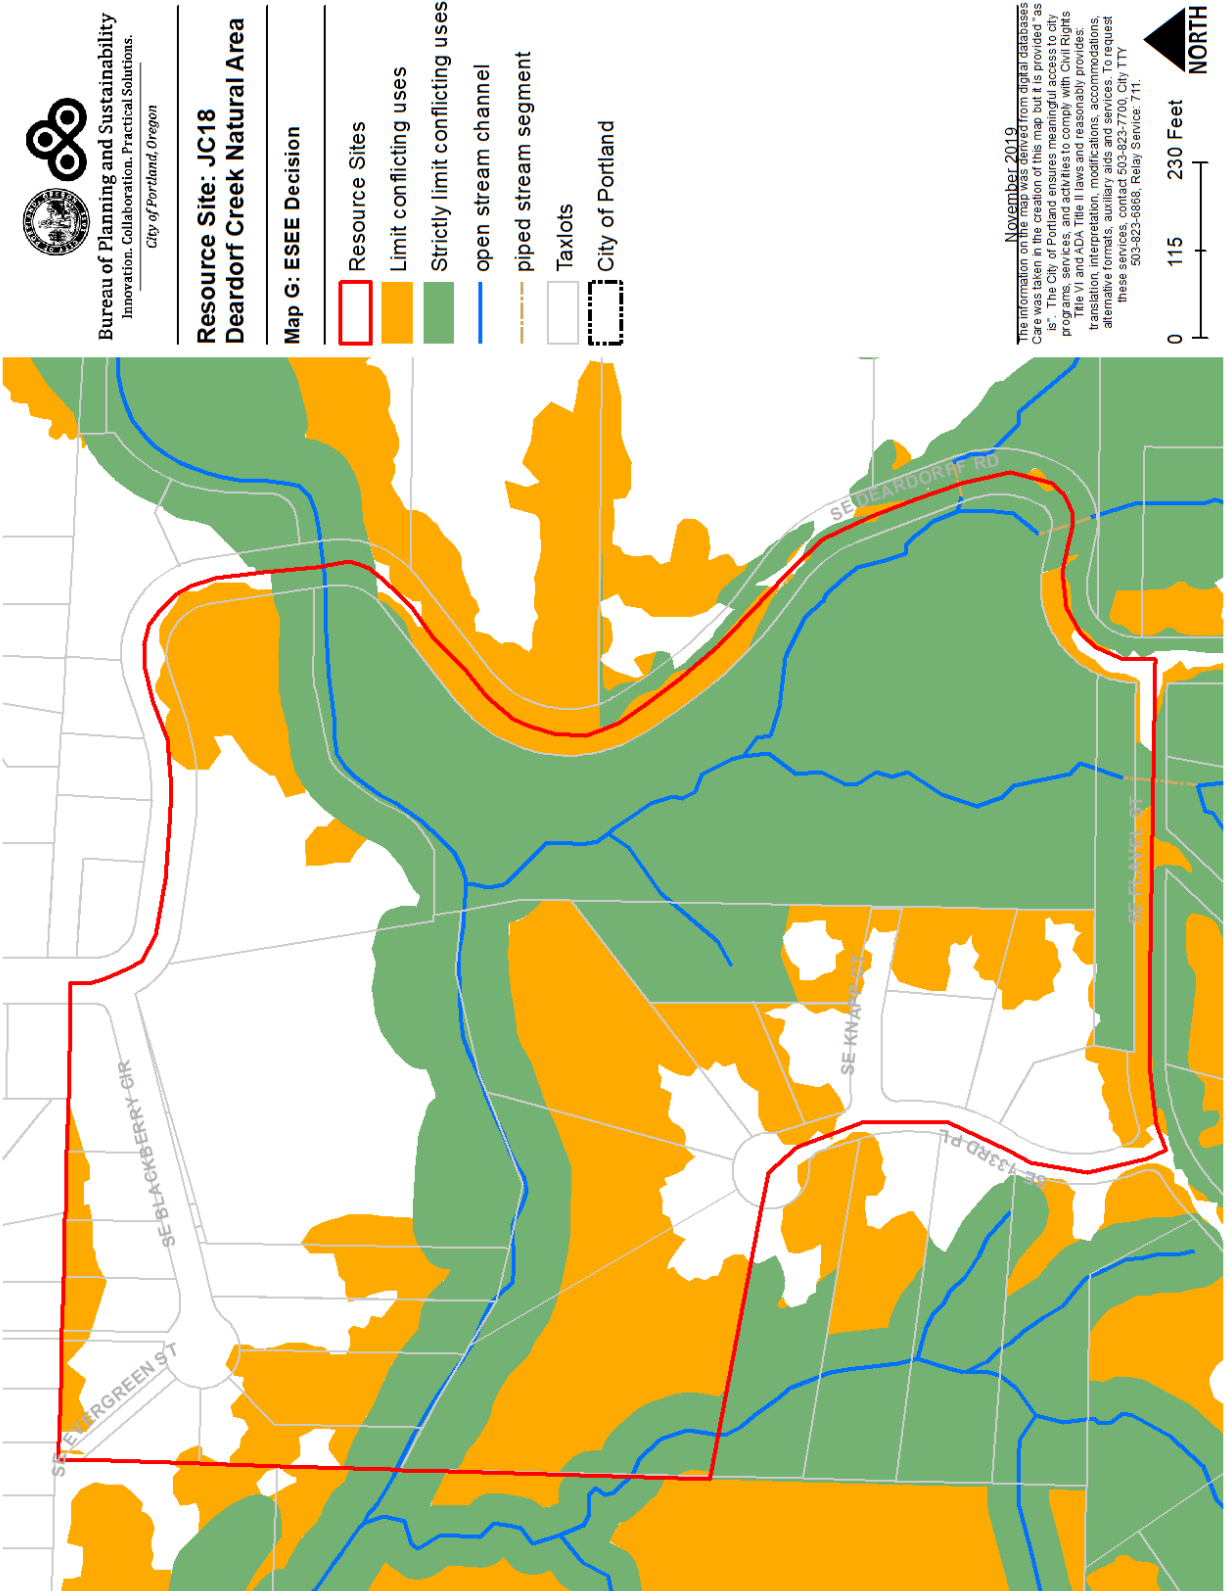 Bureau of Planning and Sustainability
Innovation. Collaboration. Practical Solutions.
City of Portland, Oregon
Resource Site: JC18
Deardorf Creek Natural Area
Map G: ESEE Decision
Resource Sites
Limit conflicting uses
Strictly limit conflicting uses
open stream channel
piped stream segment
Taxlots
City of Portland
November 2019
The information on the map was derived from digital databases
Care was taken in the creation of this map but it is provided "as
is". The City of Portland ensures meaningful access to city
programs, services, and activities to comply with Civil Rights
Title VI and ADA Title II laws and reasonably provides:
translation, interpretation, modifications, accommodations,
alternative formats, auxiliary aids and services. To request
these services, contact 503-823-7700, City TTY
503-823-6868, Relay Service: 711.
0 115 230 Feet
NORTH
SE DEARDORFF RD
SE FLAVEL ST
SE KNAPP CT
SE 133RD PL
SE BLACKBERRY CIR
SE EVERGREEN ST